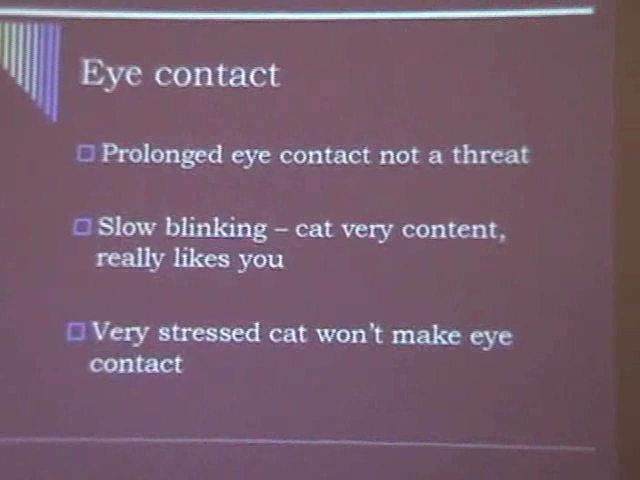 Eye contact
Prolonged eye contact not a threat
Slow blinking – cat very content,
really likes you
Very stressed cat won't make eye
contact